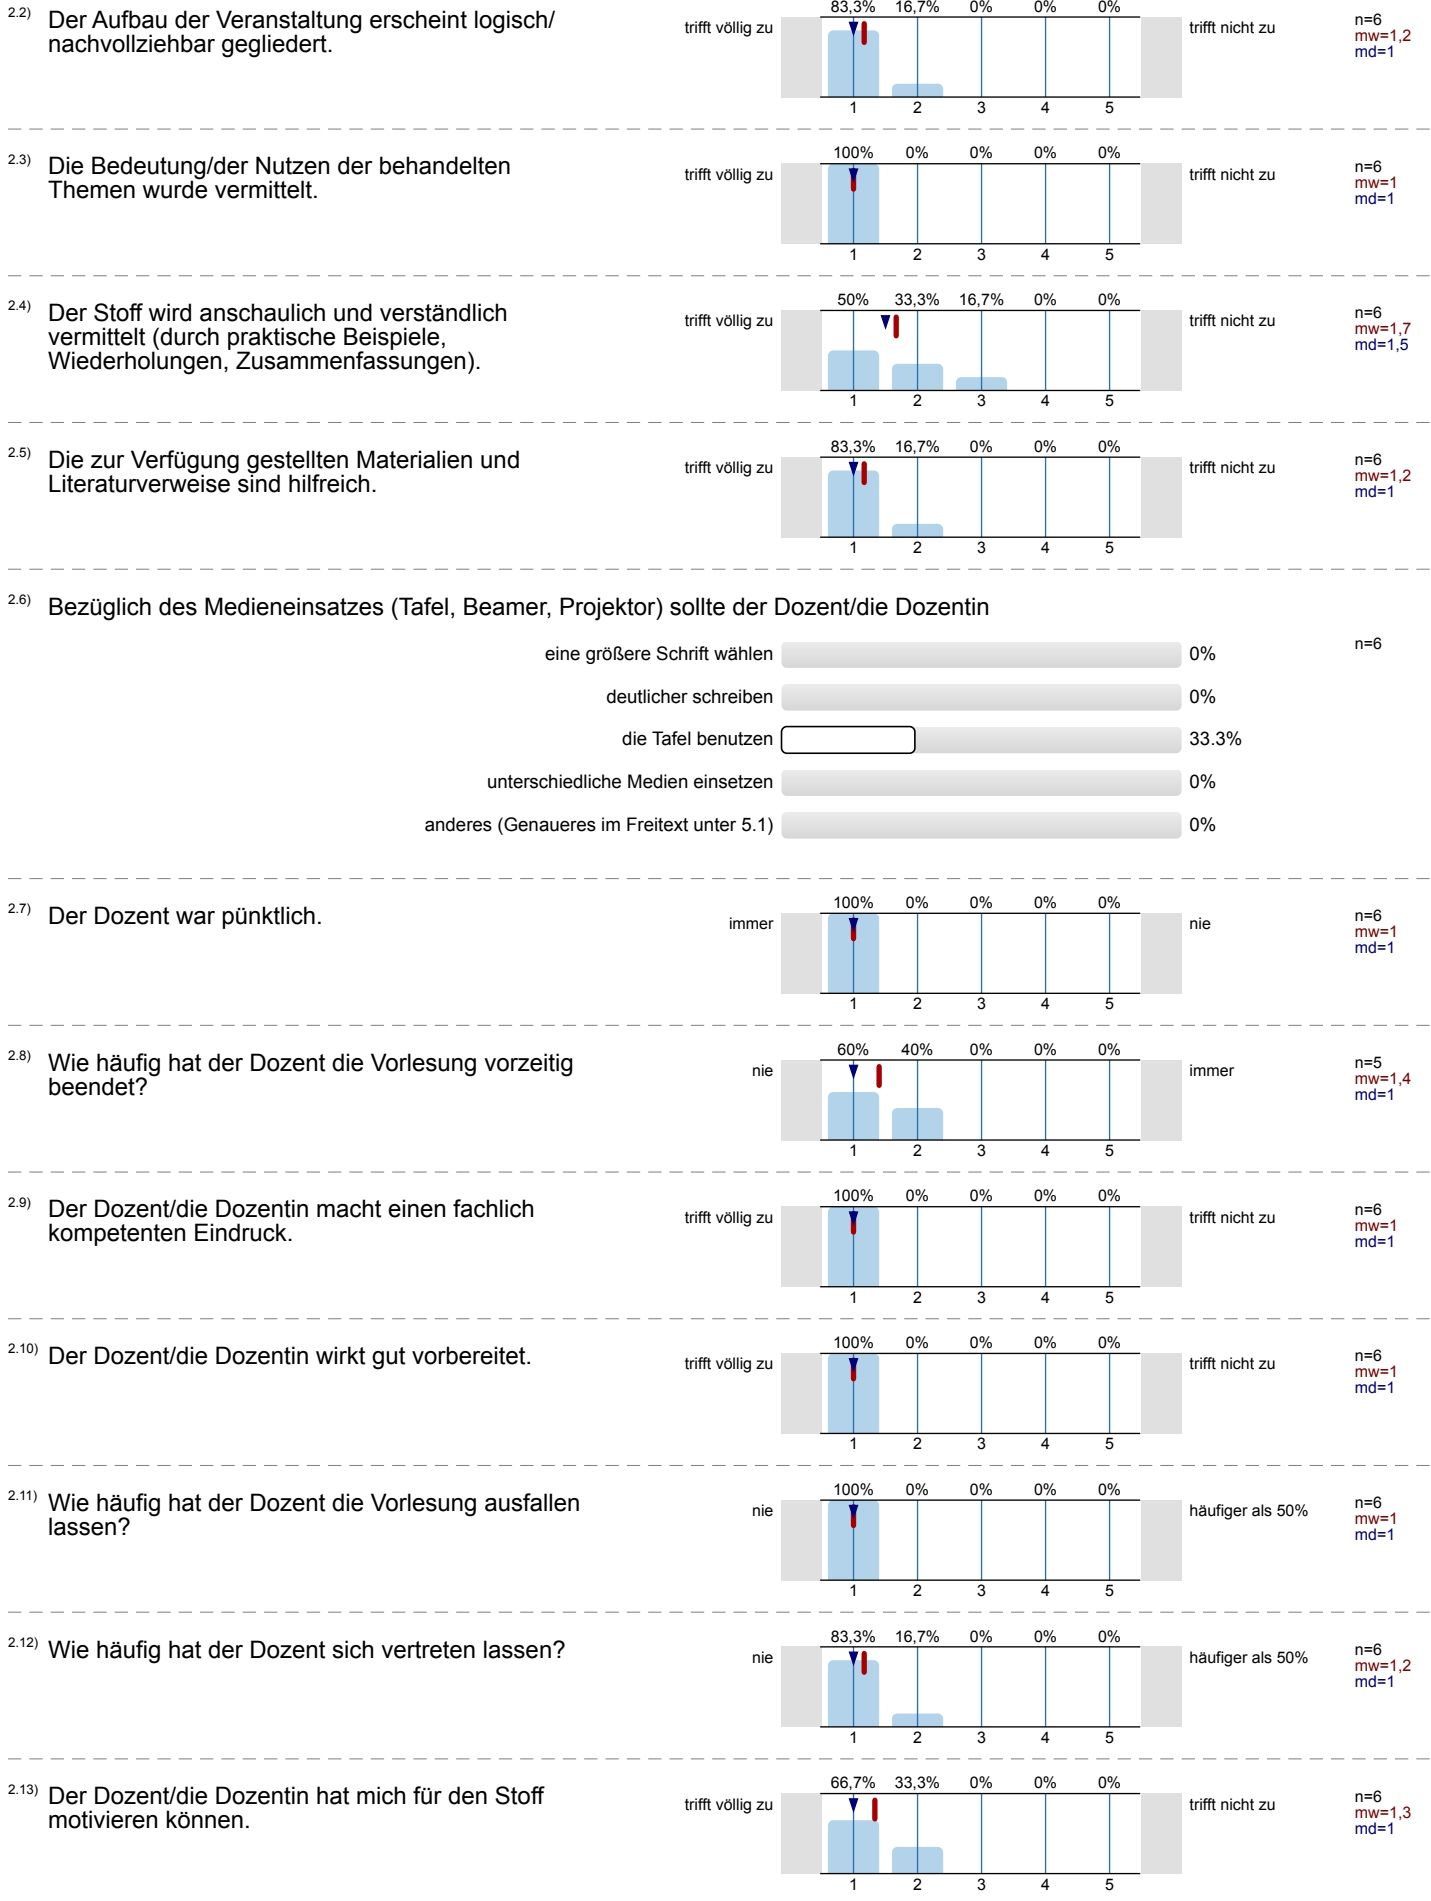 2.2) Der Aufbau der Veranstaltung erscheint logisch/
nachvollziehbar gegliedert.
trifft völlig zu
83,3% 16,7% 0% 0% 0%
1 2 3 4 5
trifft nicht zu
n=6
mw=1,2
md=1
2.3) Die Bedeutung/der Nutzen der behandelten
Themen wurde vermittelt.
trifft völlig zu
100% 0% 0% 0% 0%
1 2 3 4 5
trifft nicht zu
n=6
mw=1
md=1
2.4) Der Stoff wird anschaulich und verständlich
vermittelt (durch praktische Beispiele,
Wiederholungen, Zusammenfassungen).
trifft völlig zu
50% 33,3% 16,7% 0% 0%
1 2 3 4 5
trifft nicht zu
n=6
mw=1,7
md=1,5
2.5) Die zur Verfügung gestellten Materialien und
Literaturverweise sind hilfreich.
trifft völlig zu
83,3% 16,7% 0% 0% 0%
1 2 3 4 5
trifft nicht zu
n=6
mw=1,2
md=1
2.6) Bezüglich des Medieneinsatzes (Tafel, Beamer, Projektor) sollte der Dozent/die Dozentin
eine größere Schrift wählen 0% n=6
deutlicher schreiben 0%
die Tafel benutzen 33.3%
unterschiedliche Medien einsetzen 0%
anderes (Genaueres im Freitext unter 5.1) 0%
2.7) Der Dozent war pünktlich.
immer
100% 0% 0% 0% 0%
1 2 3 4 5
nie
n=6
mw=1
md=1
2.8) Wie häufig hat der Dozent die Vorlesung vorzeitig
beendet?
nie
60% 40% 0% 0% 0%
1 2 3 4 5
immer
n=5
mw=1,4
md=1
2.9) Der Dozent/die Dozentin macht einen fachlich
kompetenten Eindruck.
trifft völlig zu
100% 0% 0% 0% 0%
1 2 3 4 5
trifft nicht zu
n=6
mw=1
md=1
2.10) Der Dozent/die Dozentin wirkt gut vorbereitet.
trifft völlig zu
100% 0% 0% 0% 0%
1 2 3 4 5
trifft nicht zu
n=6
mw=1
md=1
2.11) Wie häufig hat der Dozent die Vorlesung ausfallen
lassen?
nie
100% 0% 0% 0% 0%
1 2 3 4 5
häufiger als 50%
n=6
mw=1
md=1
2.12) Wie häufig hat der Dozent sich vertreten lassen?
nie
83,3% 16,7% 0% 0% 0%
1 2 3 4 5
häufiger als 50%
n=6
mw=1,2
md=1
2.13) Der Dozent/die Dozentin hat mich für den Stoff
motivieren können.
trifft völlig zu
66,7% 33,3% 0% 0% 0%
1 2 3 4 5
trifft nicht zu
n=6
mw=1,3
md=1